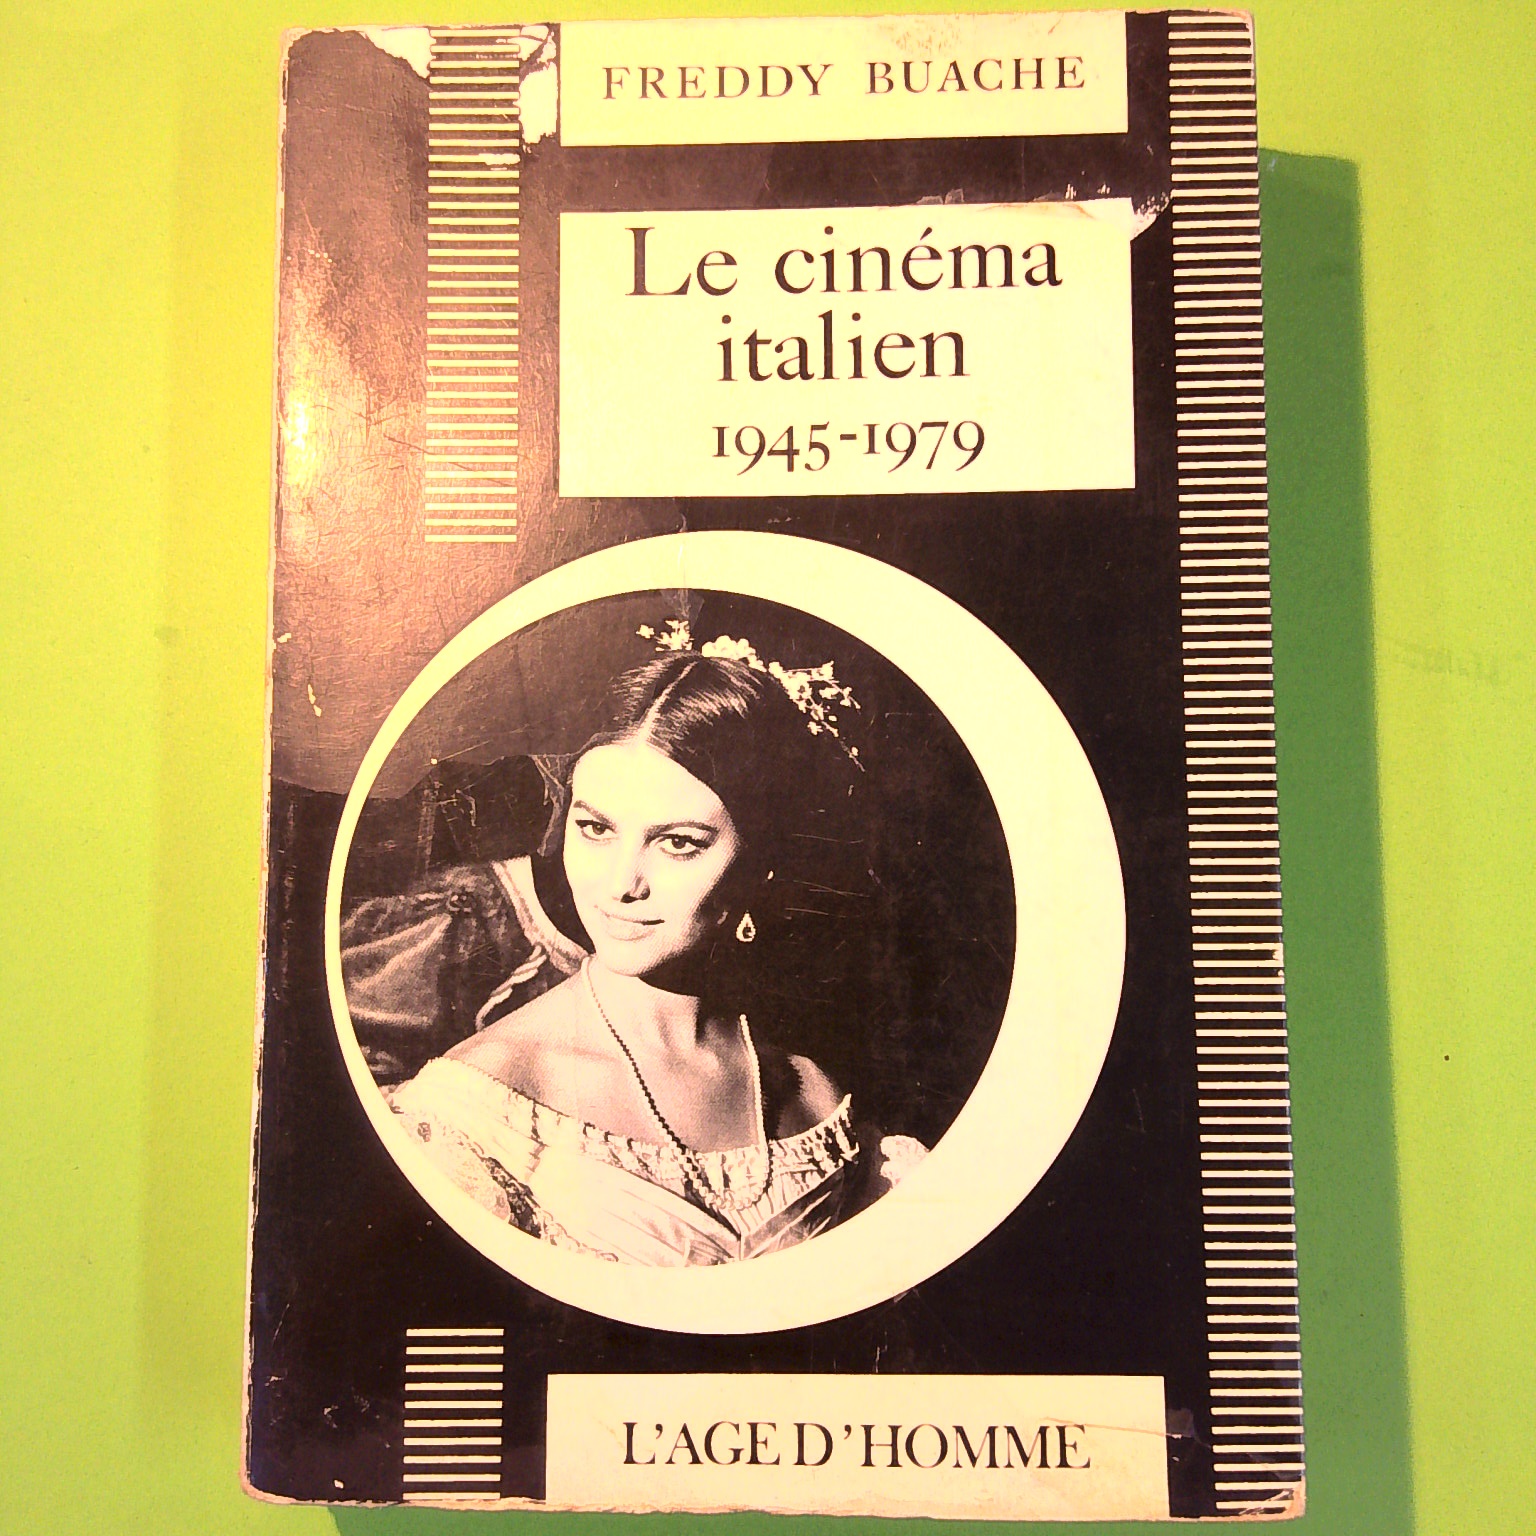 FREDDY BUACHE
Le cinéma
italien
1945-1979
L'AGE D'HOMME